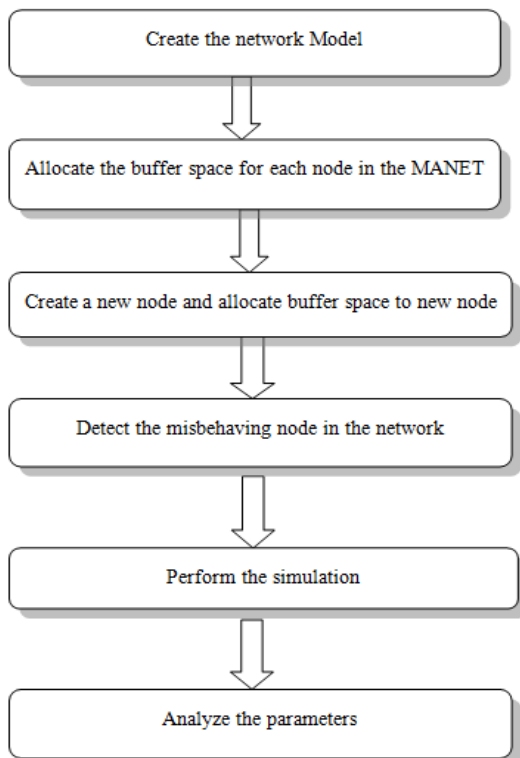 Create the network Model
Allocate the buffer space for each node in the MANET
Create a new node and allocate buffer space to new node
Detect the misbehaving node in the network
Perform the simulation
Analyze the parameters